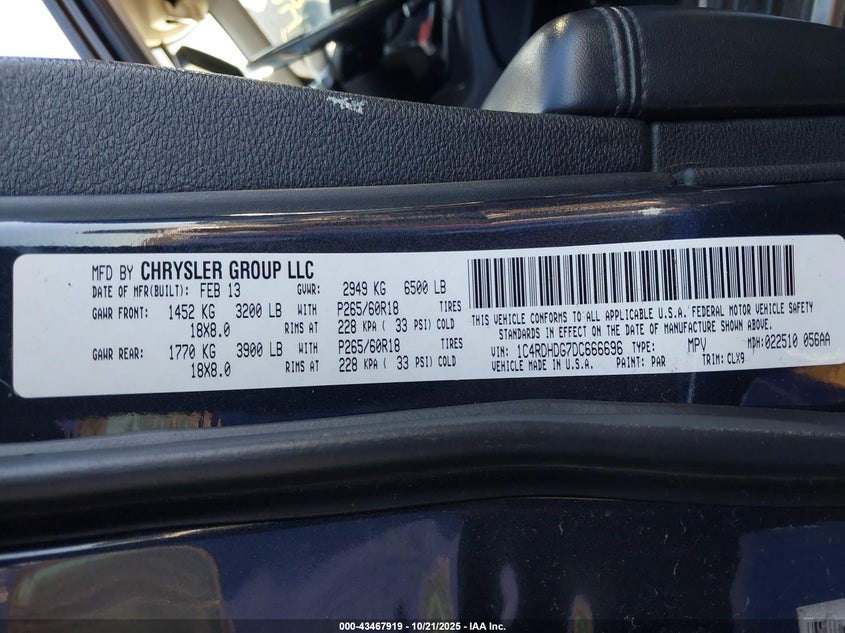 MFD BY CHRYSLER GROUP LLC
DATE OF MFR(BUILT): FEB 13 GVWR: 2949 KG 6500 LB
GAWR FRONT: 1452 KG 3200 LB WITH P265/60R18 TIRES
18X8.0 RIMS AT 228 KPA ( 33 PSI) COLD
GAWR REAR: 1770 KG 3900 LB WITH P265/60R18 TIRES
18X8.0 RIMS AT 228 KPA ( 33 PSI) COLD
THIS VEHICLE CONFORMS TO ALL APPLICABLE U.S.A. FEDERAL MOTOR VEHICLE SAFETY
STANDARDS IN EFFECT ON THE DATE OF MANUFACTURE SHOWN ABOVE.
VIN: 1C4RDHDG7DC666696 TYPE: MPV MDH:022510 056AA
VEHICLE MADE IN U.S.A. PAINT: PAR TRIM: CLX9
000-43467919 - 10/21/2025 - IAA Inc.